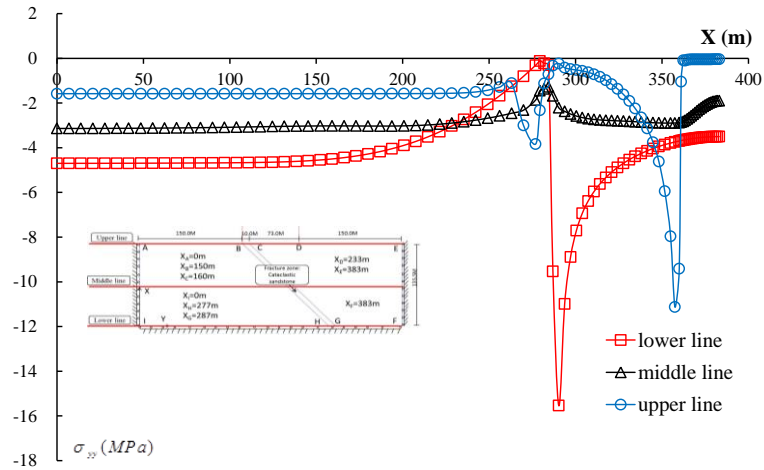 2
0
-2
-4
-6
-8
-10
-12
-14
-16
-18
0 50 100 150 200 250 300 350 400
X (m)
σyy (MPa)
lower line
middle line
upper line
150.0M 73.0M 150.0M
Upper line
Middle line
Lower line
A B C D E
XA=0m
XB=150m
XC=160m
XD=233m
XE=383m
Fracture zone:
Cataclastic
sandstone
X
XI=0m
XH=277m
XG=287m
XF=383m
I Y H G F